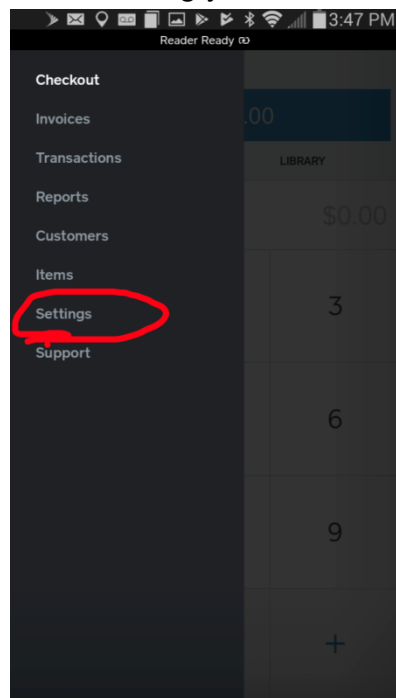 3:47 PM
Reader Ready
Checkout
Invoices
.00
Transactions
LIBRARY
Reports
$0.00
Customers
Items
Settings
3
Support
6
9
+